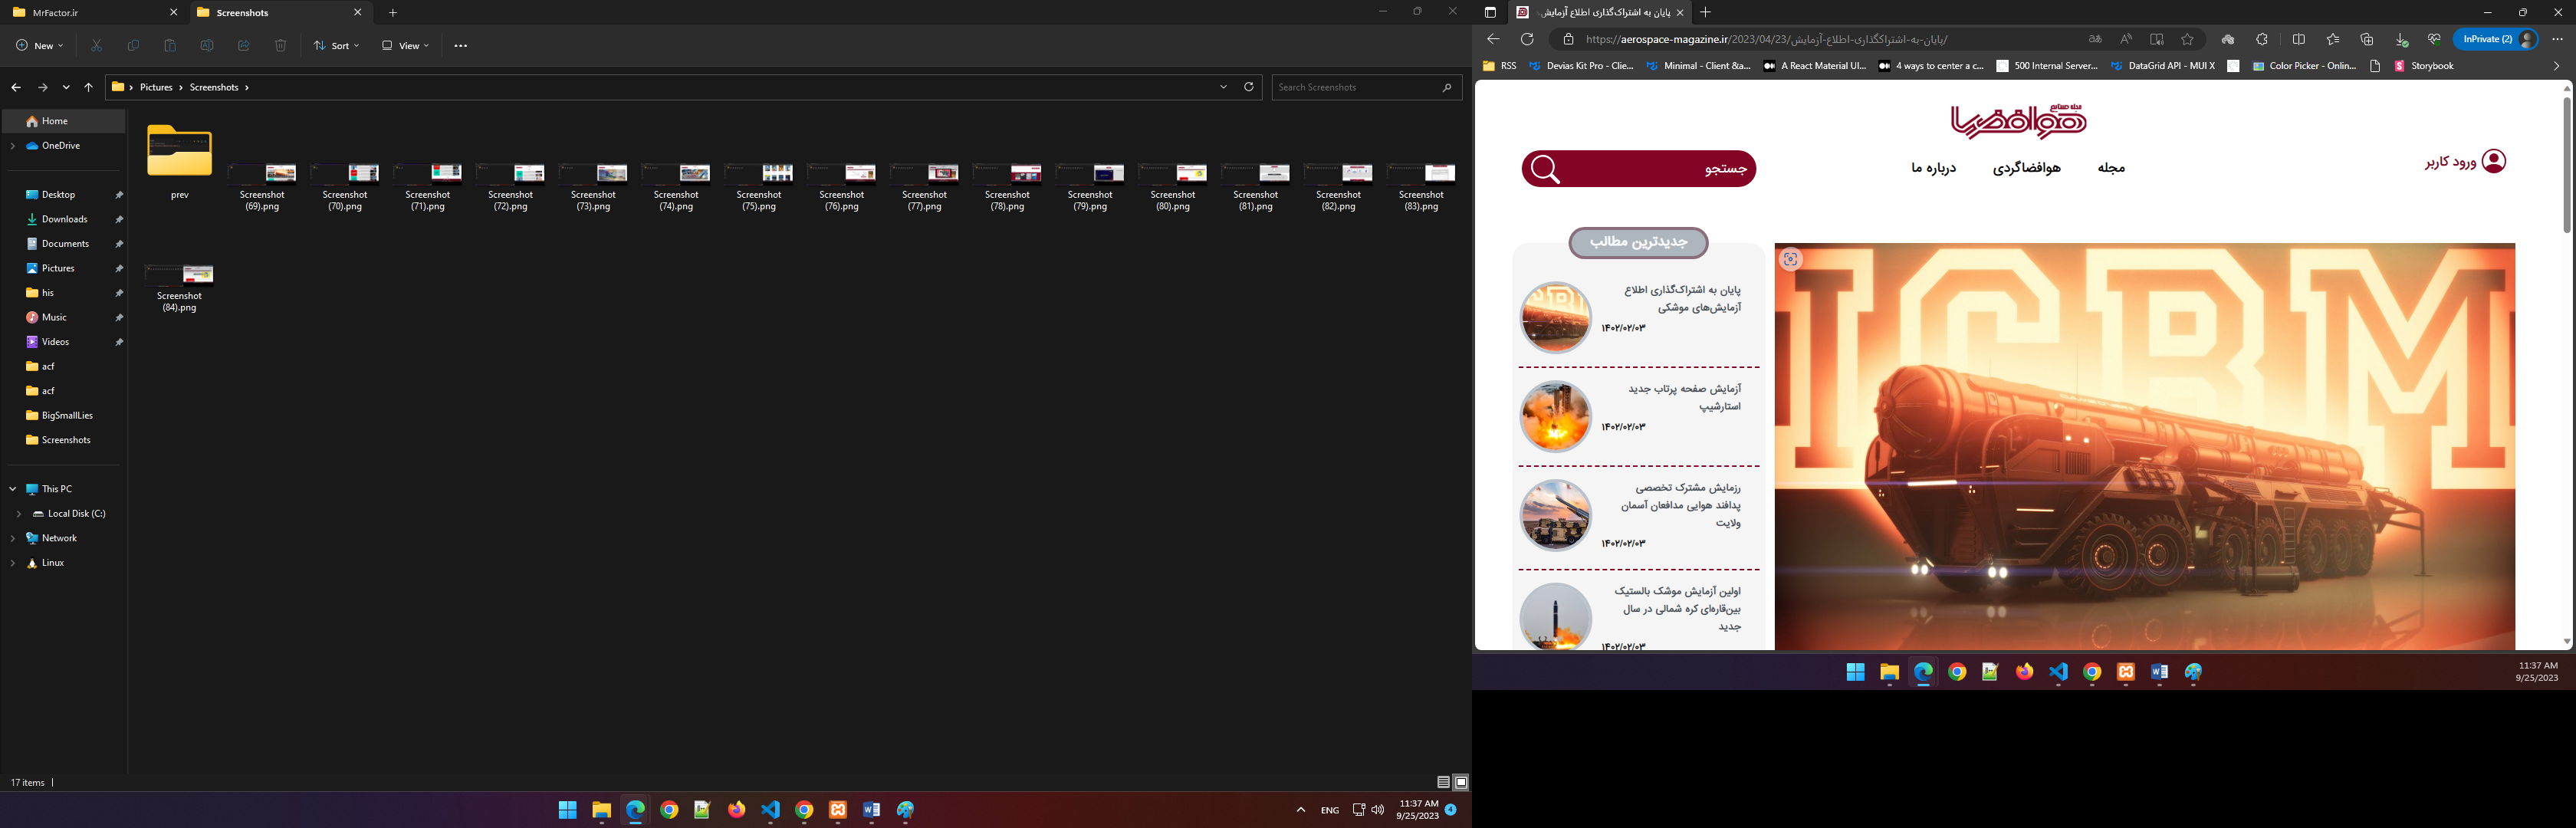 MrFactor.ir
Screenshots
New
Sort
View
Pictures
Screenshots
Search Screenshots
Home
OneDrive
Desktop
Downloads
Documents
Pictures
his
Music
Videos
acf
acf
BigSmallLies
Screenshots
This PC
Local Disk (C:)
Network
Linux
prev
Screenshot (69).png
Screenshot (70).png
Screenshot (71).png
Screenshot (72).png
Screenshot (73).png
Screenshot (74).png
Screenshot (75).png
Screenshot (76).png
Screenshot (77).png
Screenshot (78).png
Screenshot (79).png
Screenshot (80).png
Screenshot (81).png
Screenshot (82).png
Screenshot (83).png
Screenshot (84).png
17 items
ENG
11:37 AM
9/25/2023
4
پایان به اشتراک‌گذاری اطلاع آزمایش
https://aerospace-magazine.ir/2023/04/23/پایان-به-اشتراکگذاری-اطلاع-آزمایش/
InPrivate (2)
RSS
Devias Kit Pro - Clie...
Minimal - Client &a...
A React Material UI...
4 ways to center a c...
500 Internal Server...
DataGrid API - MUI X
Color Picker - Onlin...
Storybook
مجله صنایع
هوافضا
ورود کاربر
مجله
هوافضاگردی
درباره ما
جستجو
جدیدترین مطالب
پایان به اشتراک‌گذاری اطلاع
آزمایش‌های موشکی
۱۴۰۲/۰۲/۰۳
آزمایش صفحه پرتاب جدید
استارشیپ
۱۴۰۲/۰۲/۰۳
رزمایش مشترک تخصصی
پدافند هوایی مدافعان آسمان
ولایت
۱۴۰۲/۰۲/۰۳
اولین آزمایش موشک بالستیک
بین‌قاره‌ای کره شمالی در سال
جدید
۱۴۰۲/۰۲/۰۳
ICBM
11:37 AM
9/25/2023